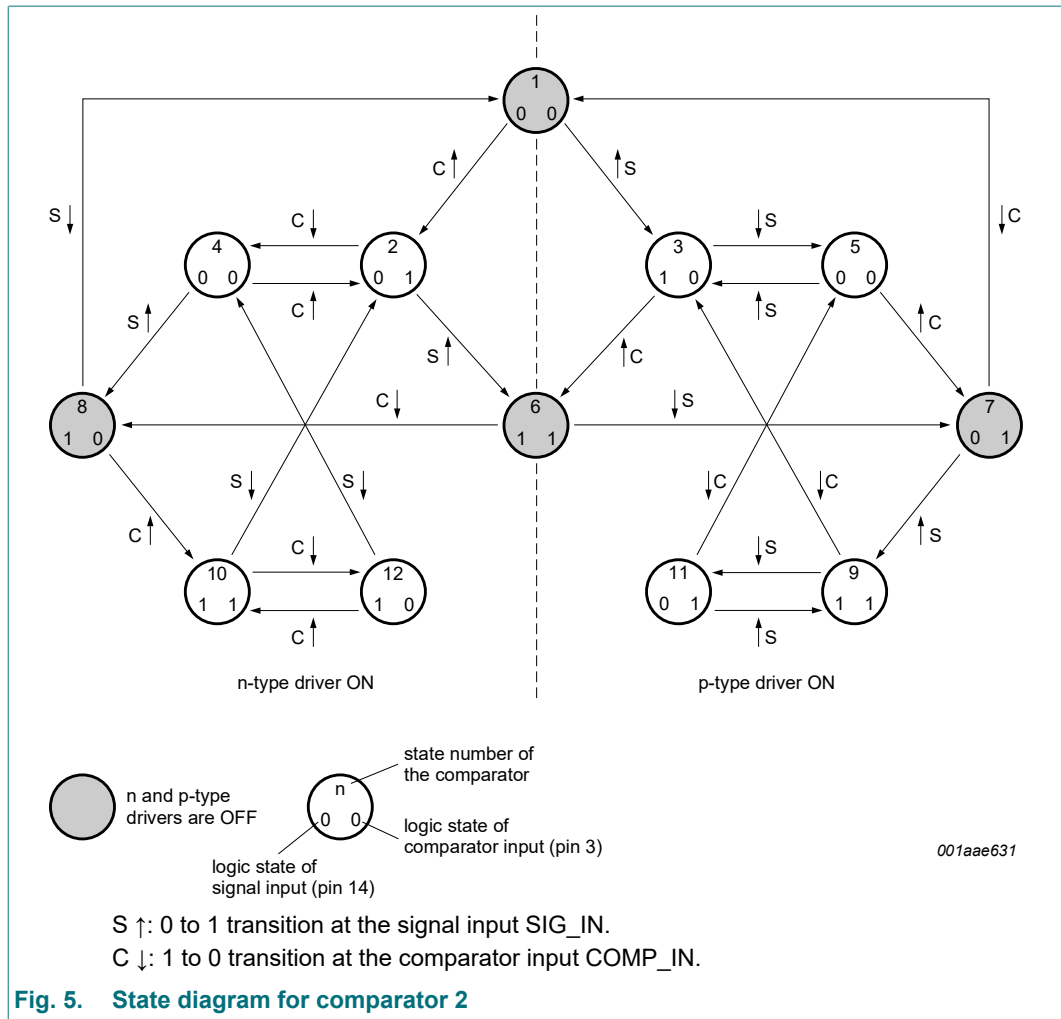 1
0 0
C ↑
↑ S
S ↓
C ↓
↓ S
↓ C
4
0 0
2
0 1
3
1 0
5
0 0
C ↑
↑ S
S ↑
S ↑
↑ C
↑ C
8
1 0
C ↓
6
1 1
↓ S
7
0 1
S ↓
S ↓
↓ C
↓ C
C ↑
↑ S
C ↓
↓ S
10
1 1
12
1 0
11
0 1
9
1 1
C ↑
↑ S
n-type driver ON
p-type driver ON
n and p-type
drivers are OFF
state number of
the comparator
n
0 0
logic state of
comparator input (pin 3)
logic state of
signal input (pin 14)
001aae631
S ↑: 0 to 1 transition at the signal input SIG_IN.
C ↓: 1 to 0 transition at the comparator input COMP_IN.
Fig. 5. State diagram for comparator 2